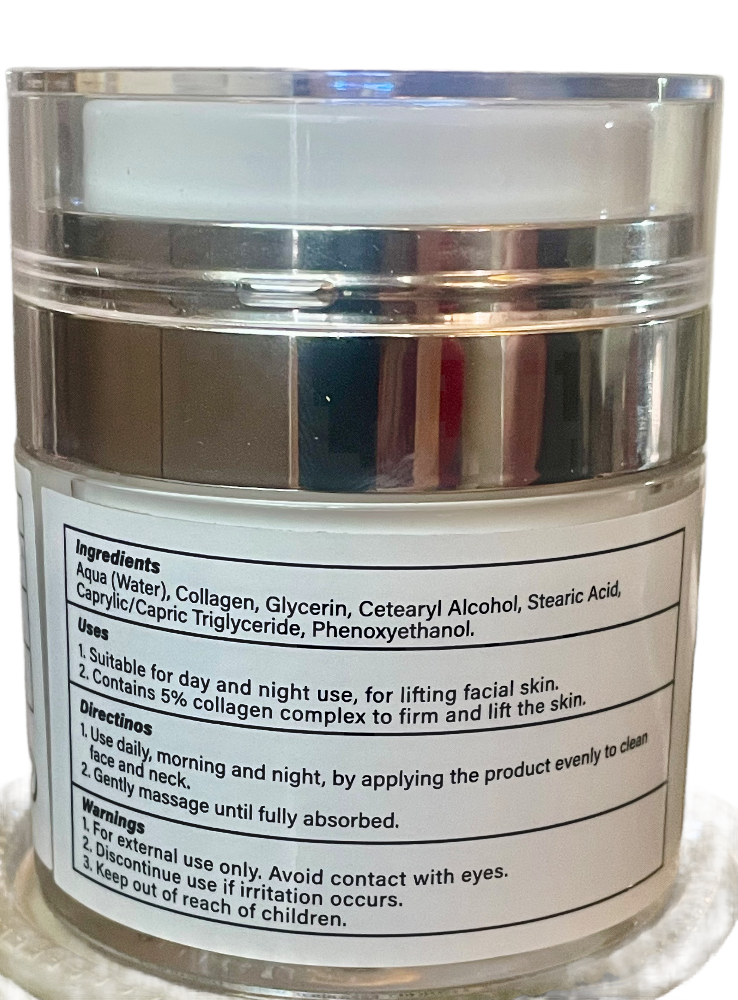 Ingredients
Aqua (Water), Collagen, Glycerin, Cetearyl Alcohol, Stearic Acid,
Caprylic/Capric Triglyceride, Phenoxyethanol.
Uses
1. Suitable for day and night use, for lifting facial skin.
2. Contains 5% collagen complex to firm and lift the skin.
Directinos
1. Use daily, morning and night, by applying the product evenly to clean
face and neck.
2. Gently massage until fully absorbed.
Warnings
1. For external use only. Avoid contact with eyes.
2. Discontinue use if irritation occurs.
3. Keep out of reach of children.